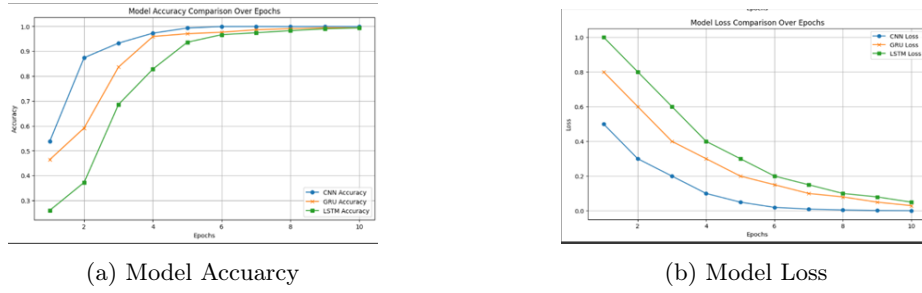 Model Accuracy Comparison Over Epochs
1.0
0.9
0.8
0.7
0.6
0.5
0.4
0.3
Accuracy
CNN Accuracy
GRU Accuracy
LSTM Accuracy
2 4 6 8 10
Epochs
(a) Model Accuarcy
Epochs
Model Loss Comparison Over Epochs
CNN Loss
GRU Loss
LSTM Loss
1.0
0.8
0.6
0.4
0.2
0.0
Loss
2 4 6 8 10
Epochs
(b) Model Loss